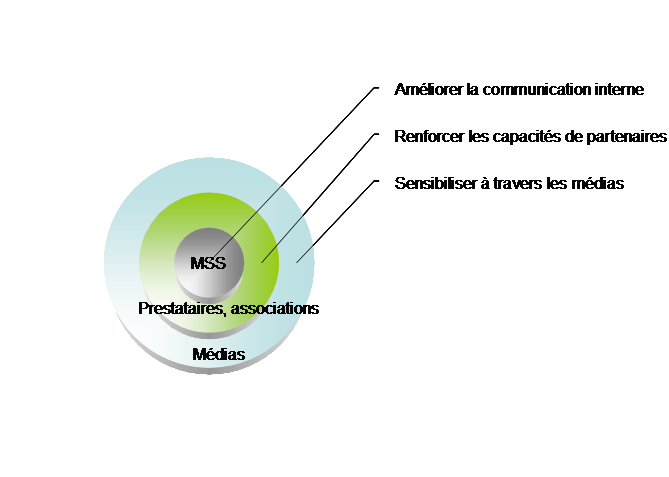 Améliorer la communication interne
Renforcer les capacités de partenaires
Sensibiliser à travers les médias
MSS
Prestataires, associations
Médias